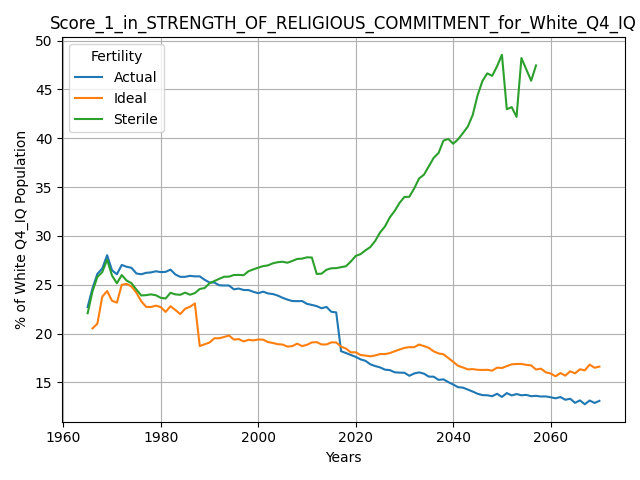 Score_1_in_STRENGTH_OF_RELIGIOUS_COMMITMENT_for_White_Q4_IQ
50
45
40
35
30
25
20
15
% of White Q4_IQ Population
Fertility
Actual
Ideal
Sterile
1960
1980
2000
2020
2040
2060
Years